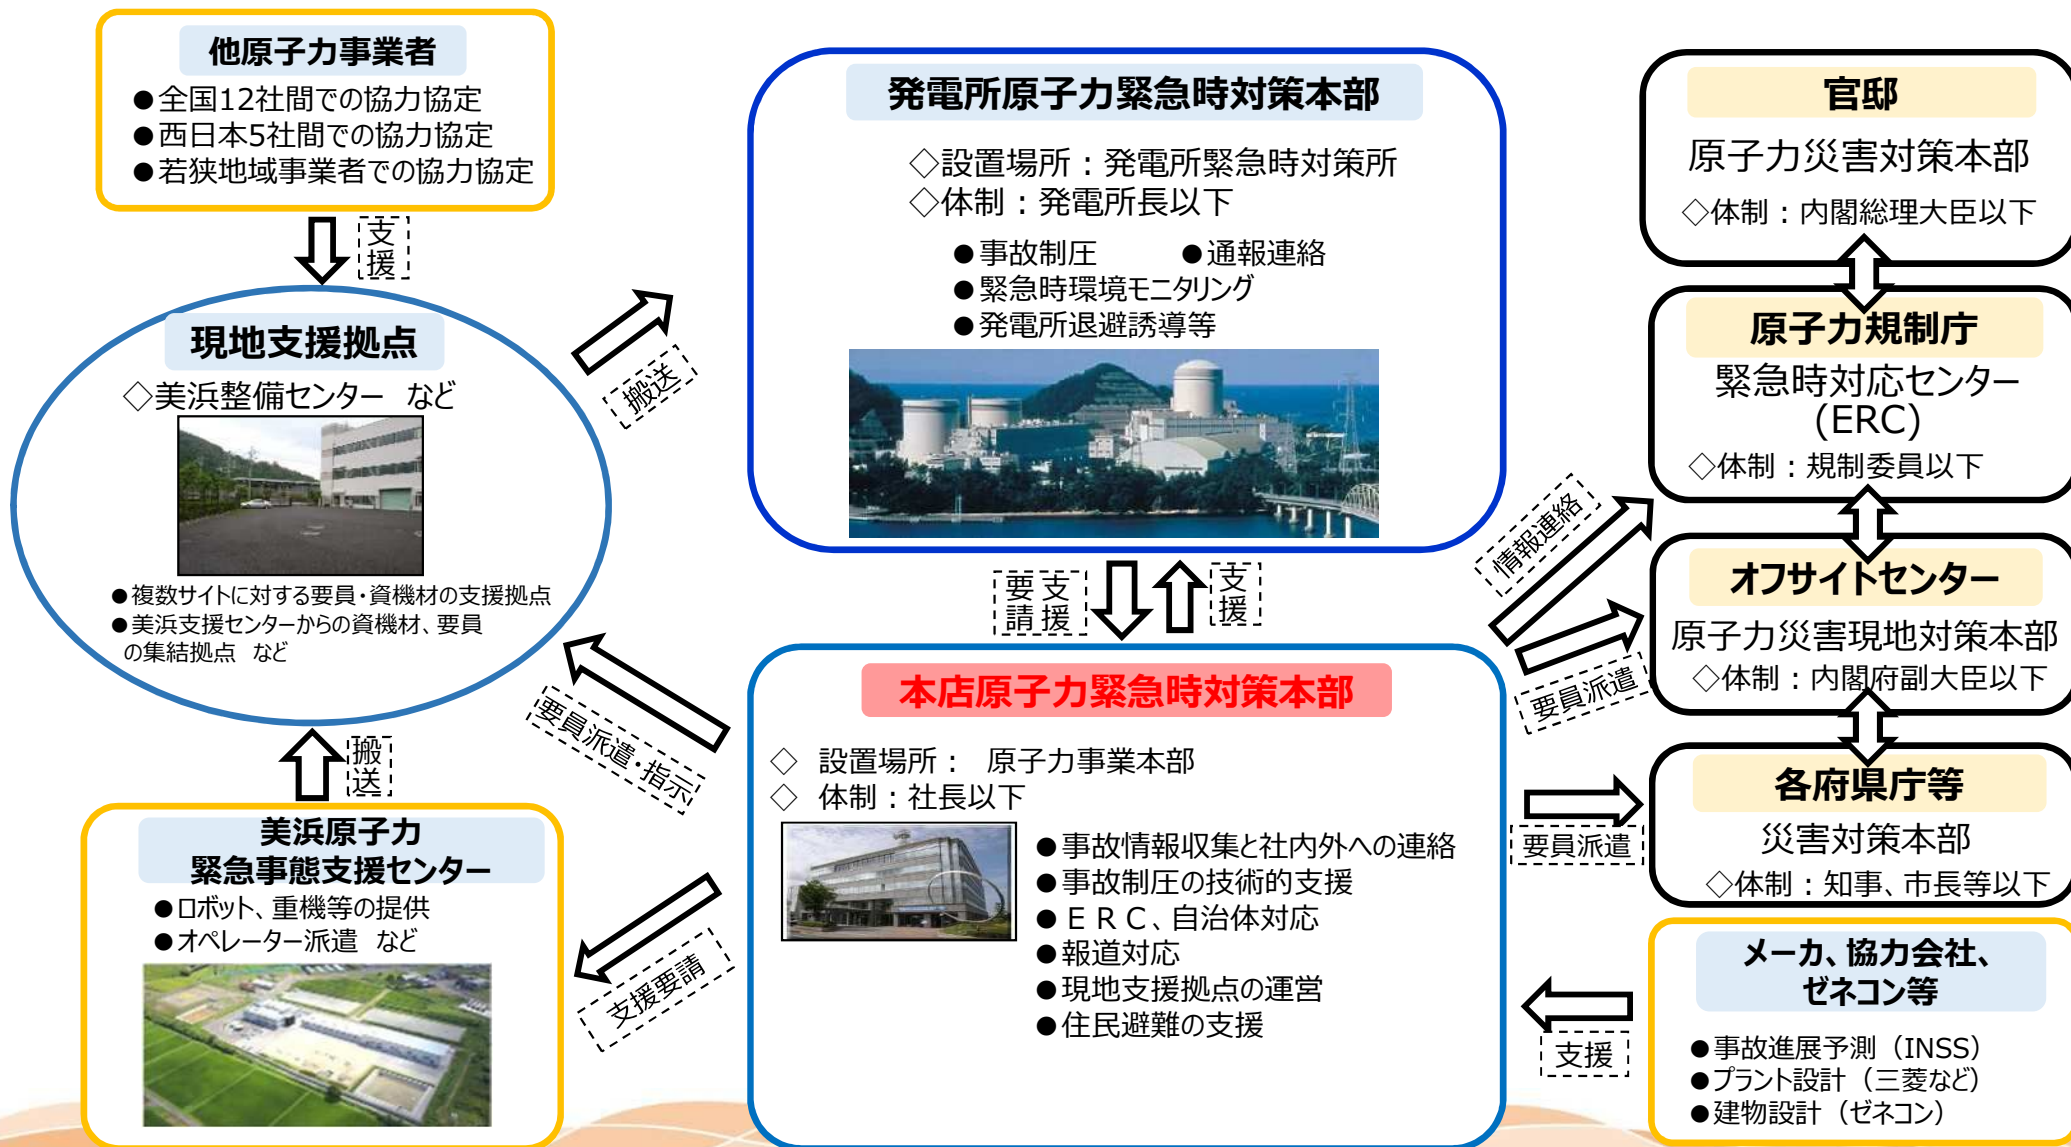 他原子力事業者
●全国12社間での協力協定
●西日本5社間での協力協定
●若狭地域事業者での協力協定
支援
現地支援拠点
◇美浜整備センター など
●複数サイトに対する要員・資機材の支援拠点
●美浜支援センターからの資機材、要員
の集結拠点 など
搬送
美浜原子力
緊急事態支援センター
●ロボット、重機等の提供
●オペレーター派遣 など
搬送
要員派遣・指示
支援要請
発電所原子力緊急時対策本部
◇設置場所：発電所緊急時対策所
◇体制：発電所長以下
●事故制圧 ●通報連絡
●緊急時環境モニタリング
●発電所退避誘導等
支援要請
支援
本店原子力緊急時対策本部
◇ 設置場所： 原子力事業本部
◇ 体制：社長以下
●事故情報収集と社内外への連絡
●事故制圧の技術的支援
●ＥＲＣ、自治体対応
●報道対応
●現地支援拠点の運営
●住民避難の支援
情報連絡
要員派遣
要員派遣
支援
官邸
原子力災害対策本部
◇体制：内閣総理大臣以下
原子力規制庁
緊急時対応センター
(ERC)
◇体制：規制委員以下
オフサイトセンター
原子力災害現地対策本部
◇体制：内閣府副大臣以下
各府県庁等
災害対策本部
◇体制：知事、市長等以下
メーカ、協力会社、
ゼネコン等
●事故進展予測（INSS）
●プラント設計（三菱など）
●建物設計（ゼネコン）